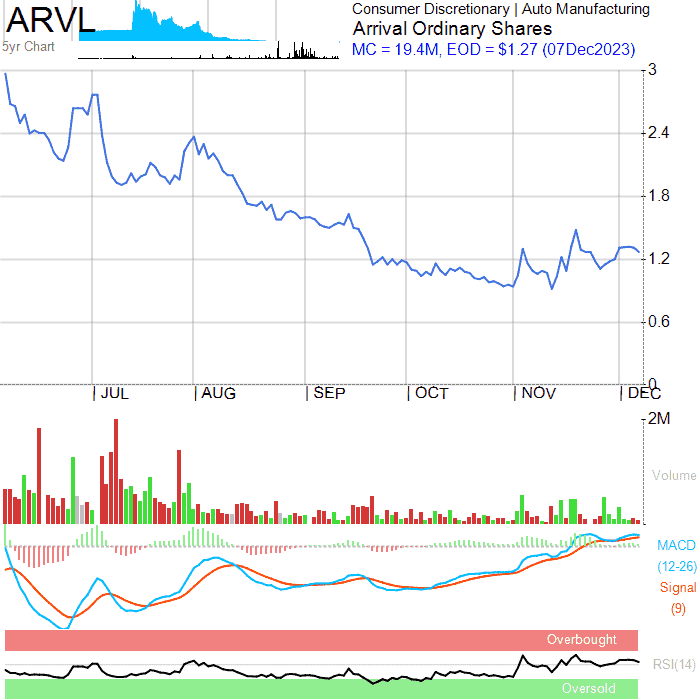 ARVL
5yr Chart
Consumer Discretionary | Auto Manufacturing
Arrival Ordinary Shares
MC = 19.4M, EOD = $1.27 (07Dec2023)
3
2.4
1.8
1.2
0.6
0
JUL AUG SEP OCT NOV DEC
2M
Volume
MACD
(12-26)
Signal
(9)
Overbought
RSI(14)
Oversold